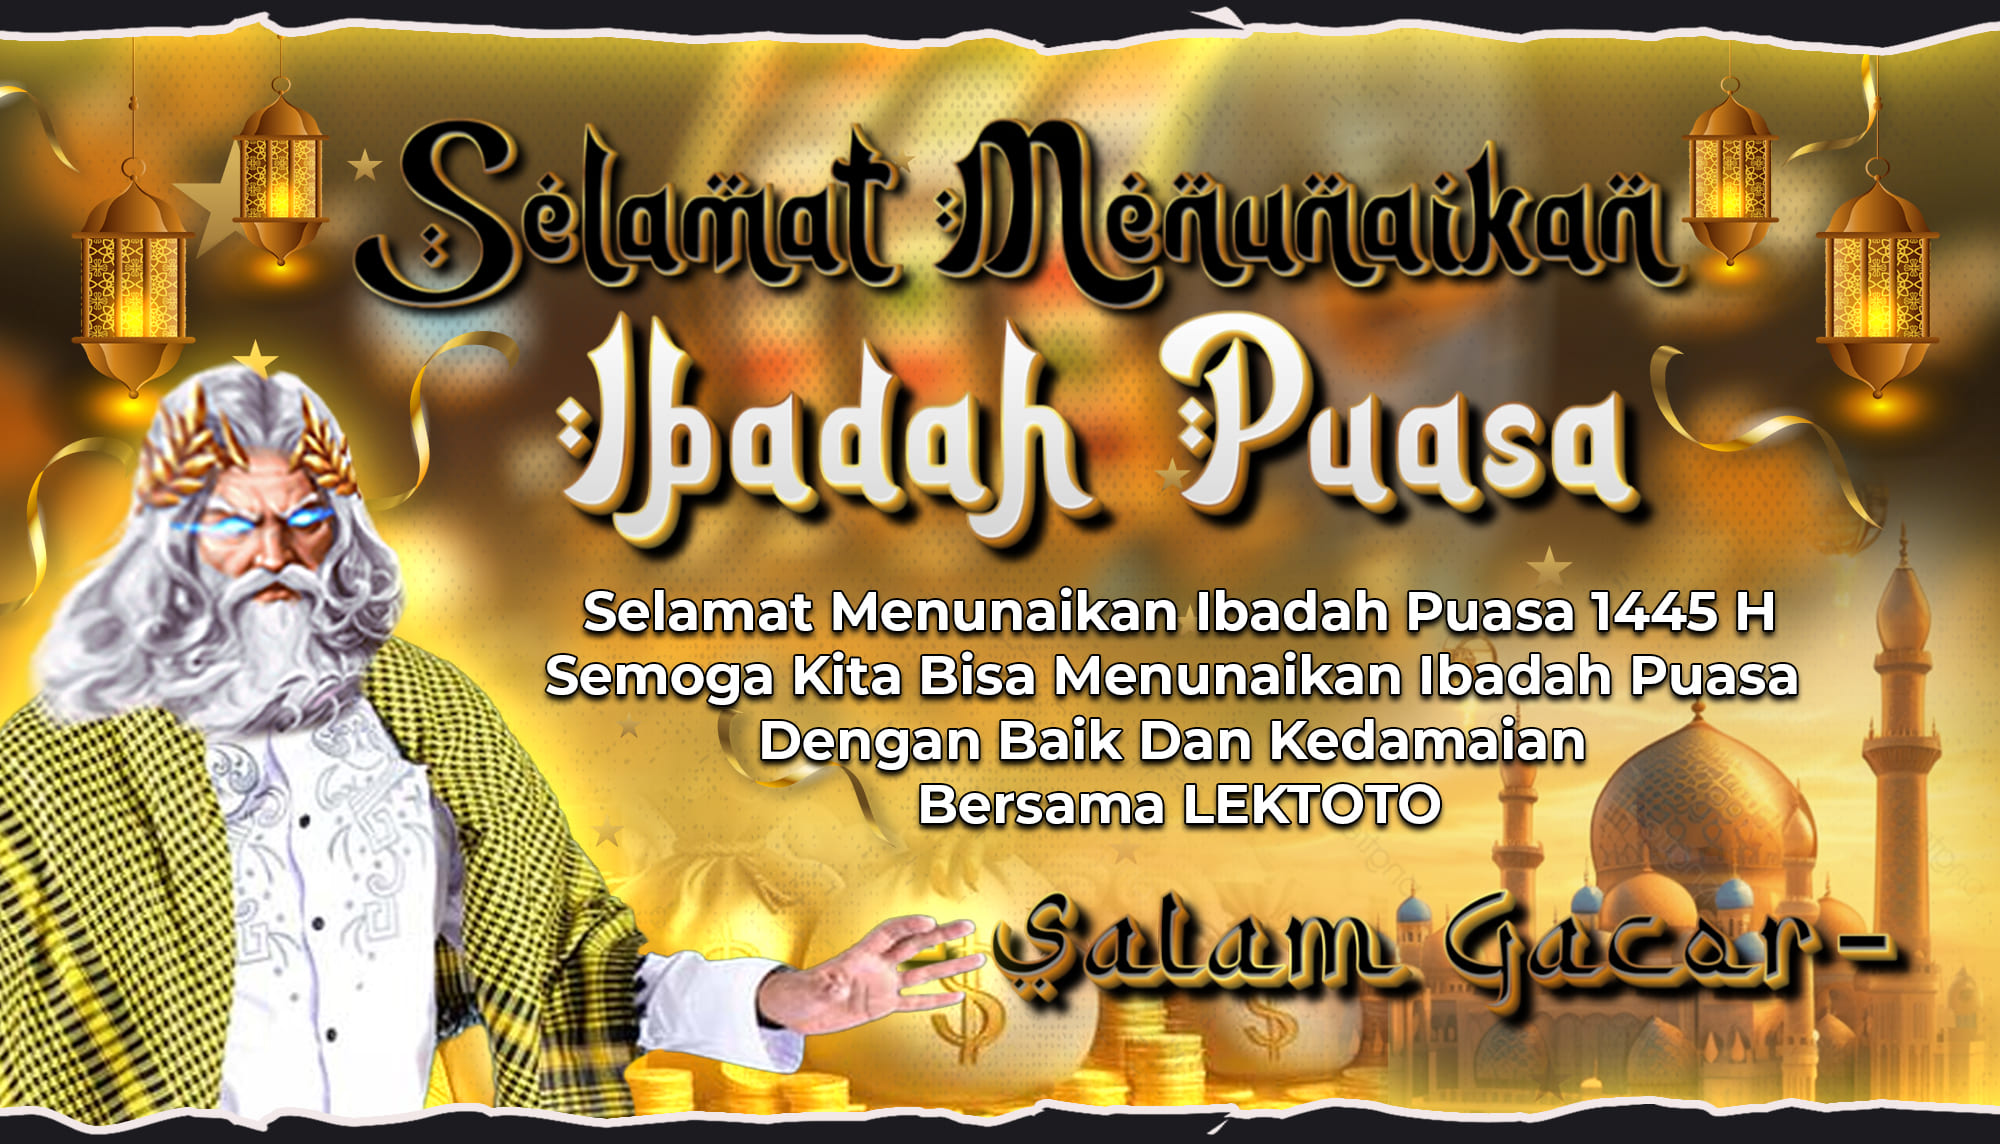 Selamat Menunaikan
Ibadah Puasa
Selamat Menunaikan Ibadah Puasa 1445 H
Semoga Kita Bisa Menunaikan Ibadah Puasa
Dengan Baik Dan Kedamaian
Bersama LEKTOTO
- Salam Gacor -